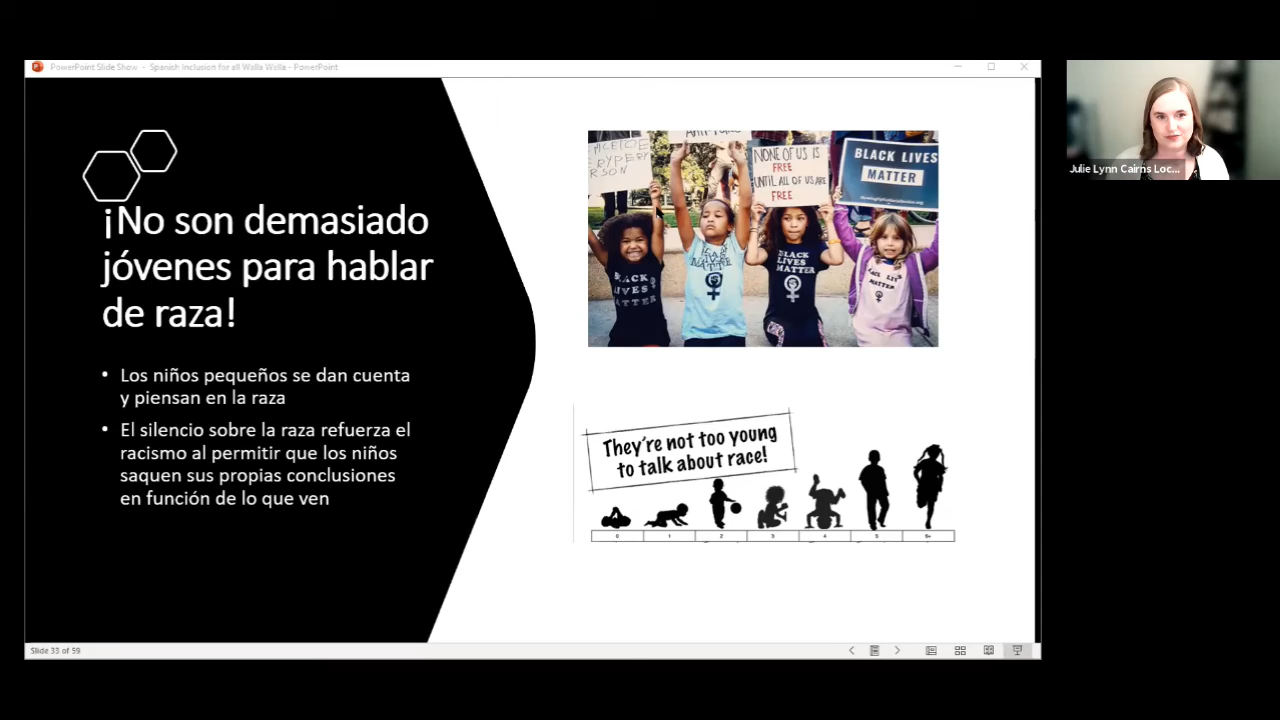 PowerPoint Slide Show - Spanish Inclusion for all Walla Walla - PowerPoint
¡No son demasiado
jóvenes para hablar
de raza!
• Los niños pequeños se dan cuenta
y piensan en la raza
• El silencio sobre la raza refuerza el
racismo al permitir que los niños
saquen sus propias conclusiones
en función de lo que ven
NONE OF US IS
FREE
UNTIL ALL OF US ARE
FREE
BLACK LIVES
MATTER
BLACK
LIVES
MATTER
MATTER
BLACK
LIVES
MATTER
BLACK
MATTER
They're not too young
to talk about race!
0 1 2 3 4 5 6+
Slide 33 of 59
Julie Lynn Cairns Loc...